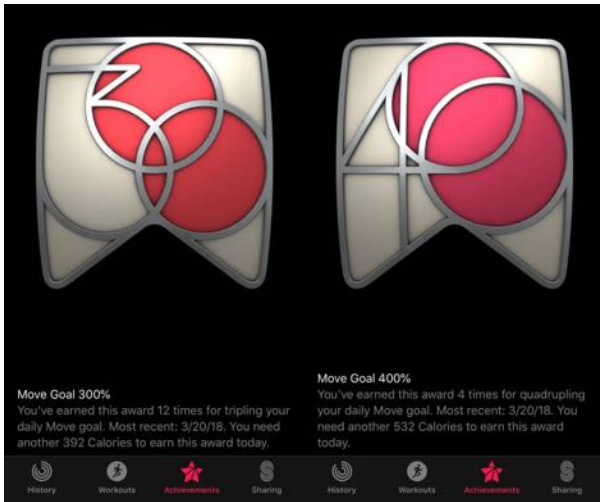 Move Goal 300%
You've earned this award 12 times for tripling your
daily Move goal. Most recent: 3/20/18. You need
another 392 Calories to earn this award today.
History
Workouts
Achievements
Sharing
Move Goal 400%
You've earned this award 4 times for quadrupling
your daily Move goal. Most recent: 3/20/18. You
need another 532 Calories to earn this award
today.
History
Workouts
Achievements
Sharing